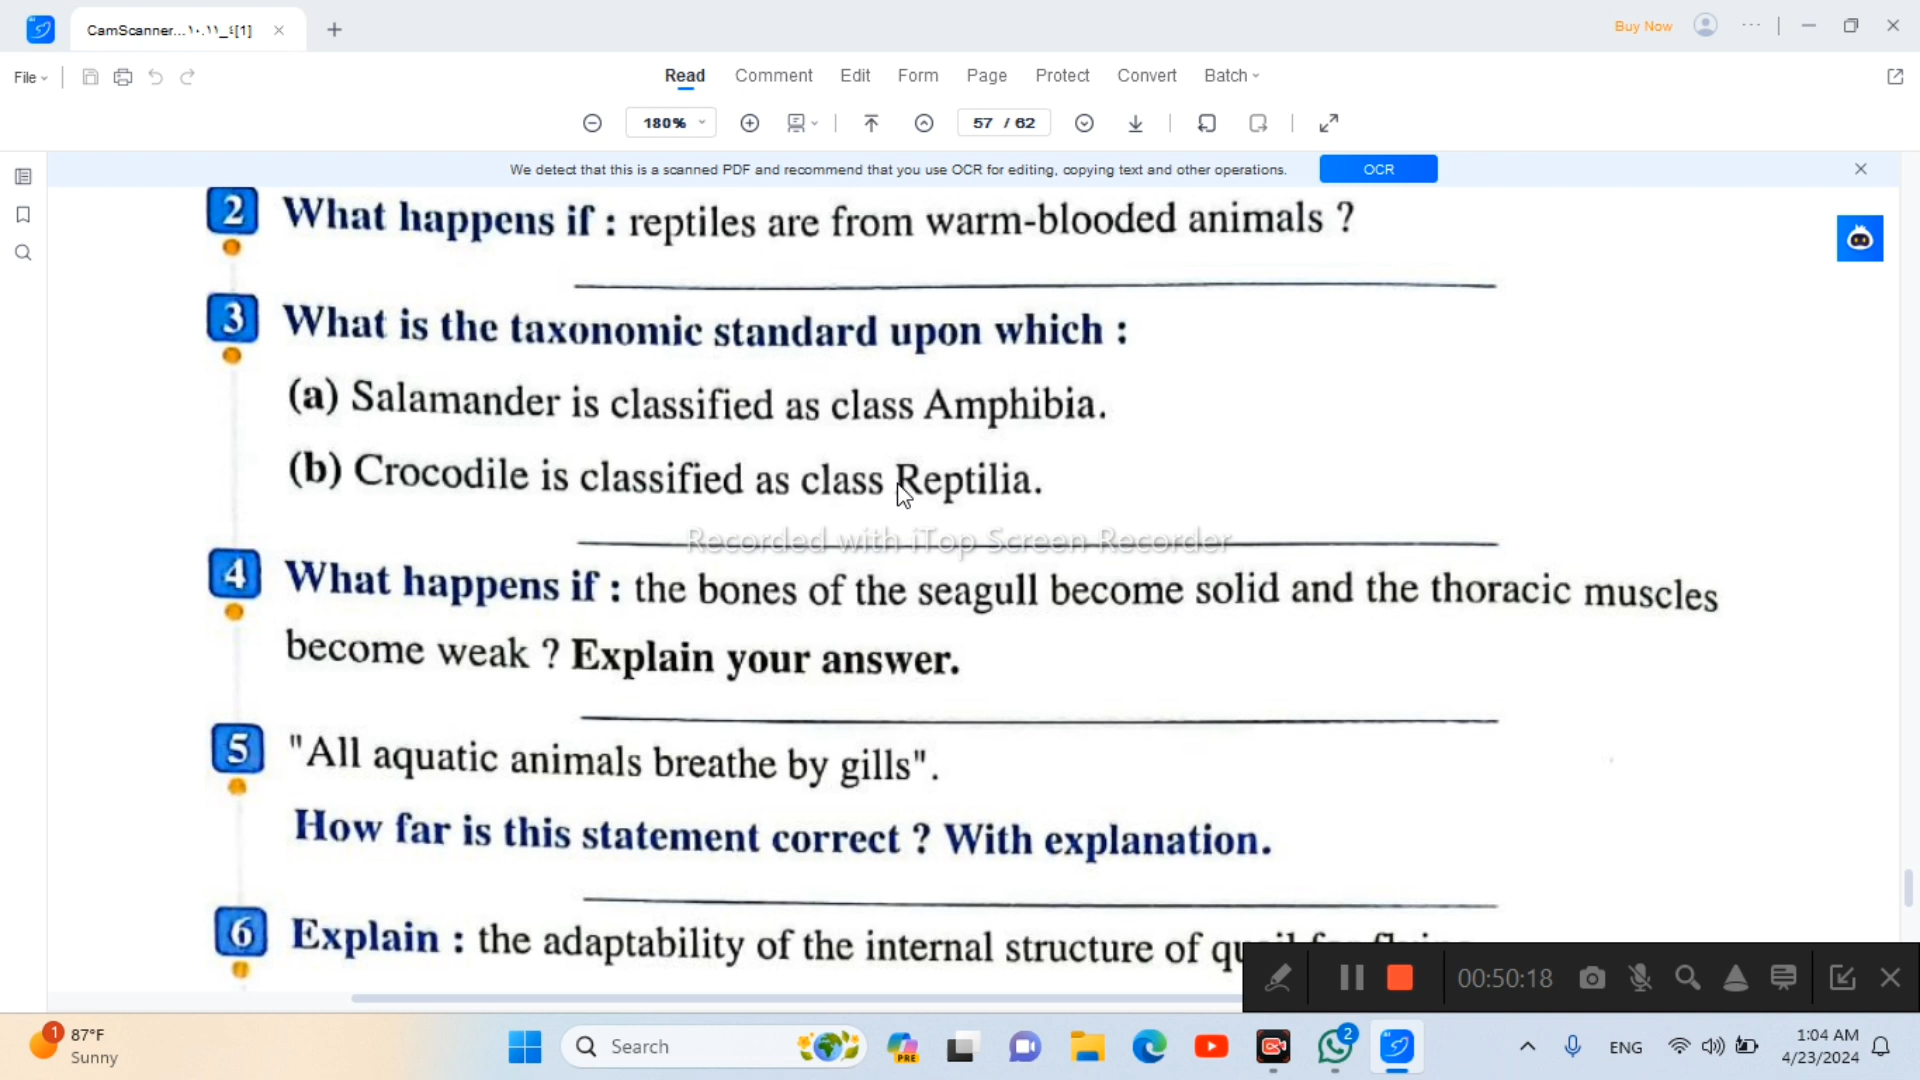 CamScanner...١٠.١١_٤[1]
Buy Now
File
Read Comment Edit Form Page Protect Convert Batch
180%
57 / 62
We detect that this is a scanned PDF and recommend that you use OCR for editing, copying text and other operations.
OCR
2 What happens if : reptiles are from warm-blooded animals ?
3 What is the taxonomic standard upon which :
(a) Salamander is classified as class Amphibia.
(b) Crocodile is classified as class Reptilia.
Recorded with iTop Screen Recorder
4 What happens if : the bones of the seagull become solid and the thoracic muscles
become weak ? Explain your answer.
5 "All aquatic animals breathe by gills".
How far is this statement correct ? With explanation.
6 Explain : the adaptability of the internal structure of
00:50:18
1
87°F
Sunny
Search
PRE
2
ENG
1:04 AM
4/23/2024